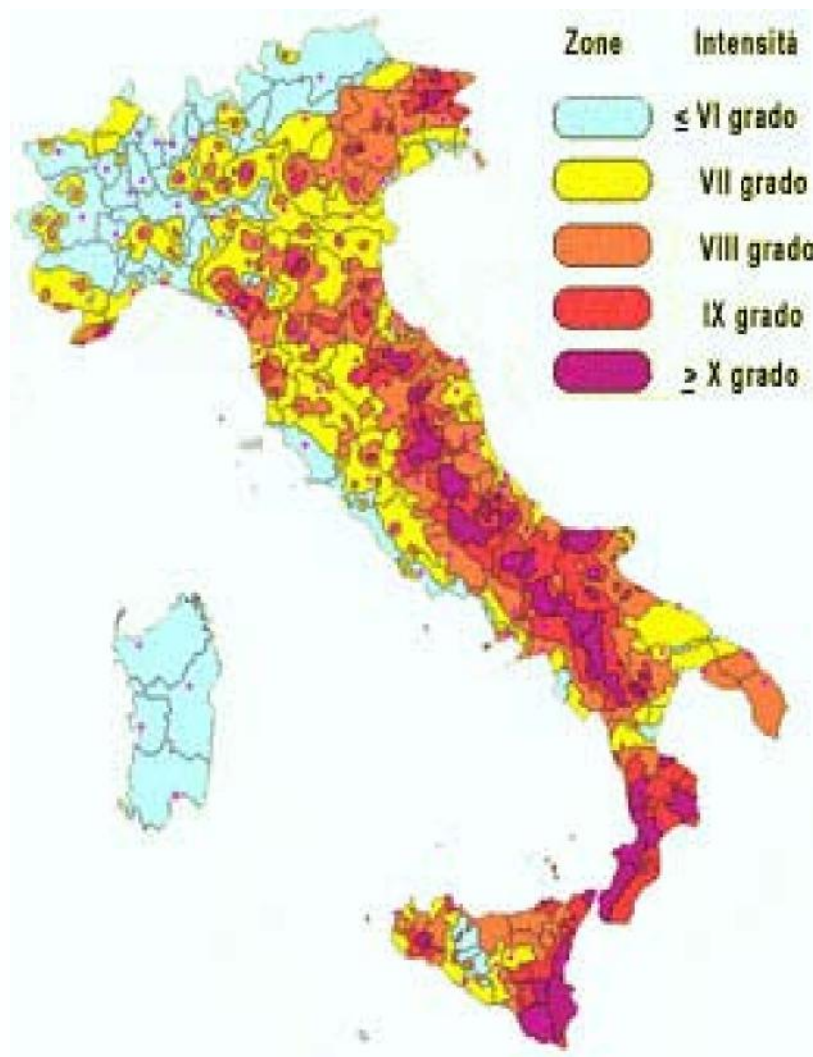 Zone Intensità
≤ VI grado
VII grado
VIII grado
IX grado
≥ X grado